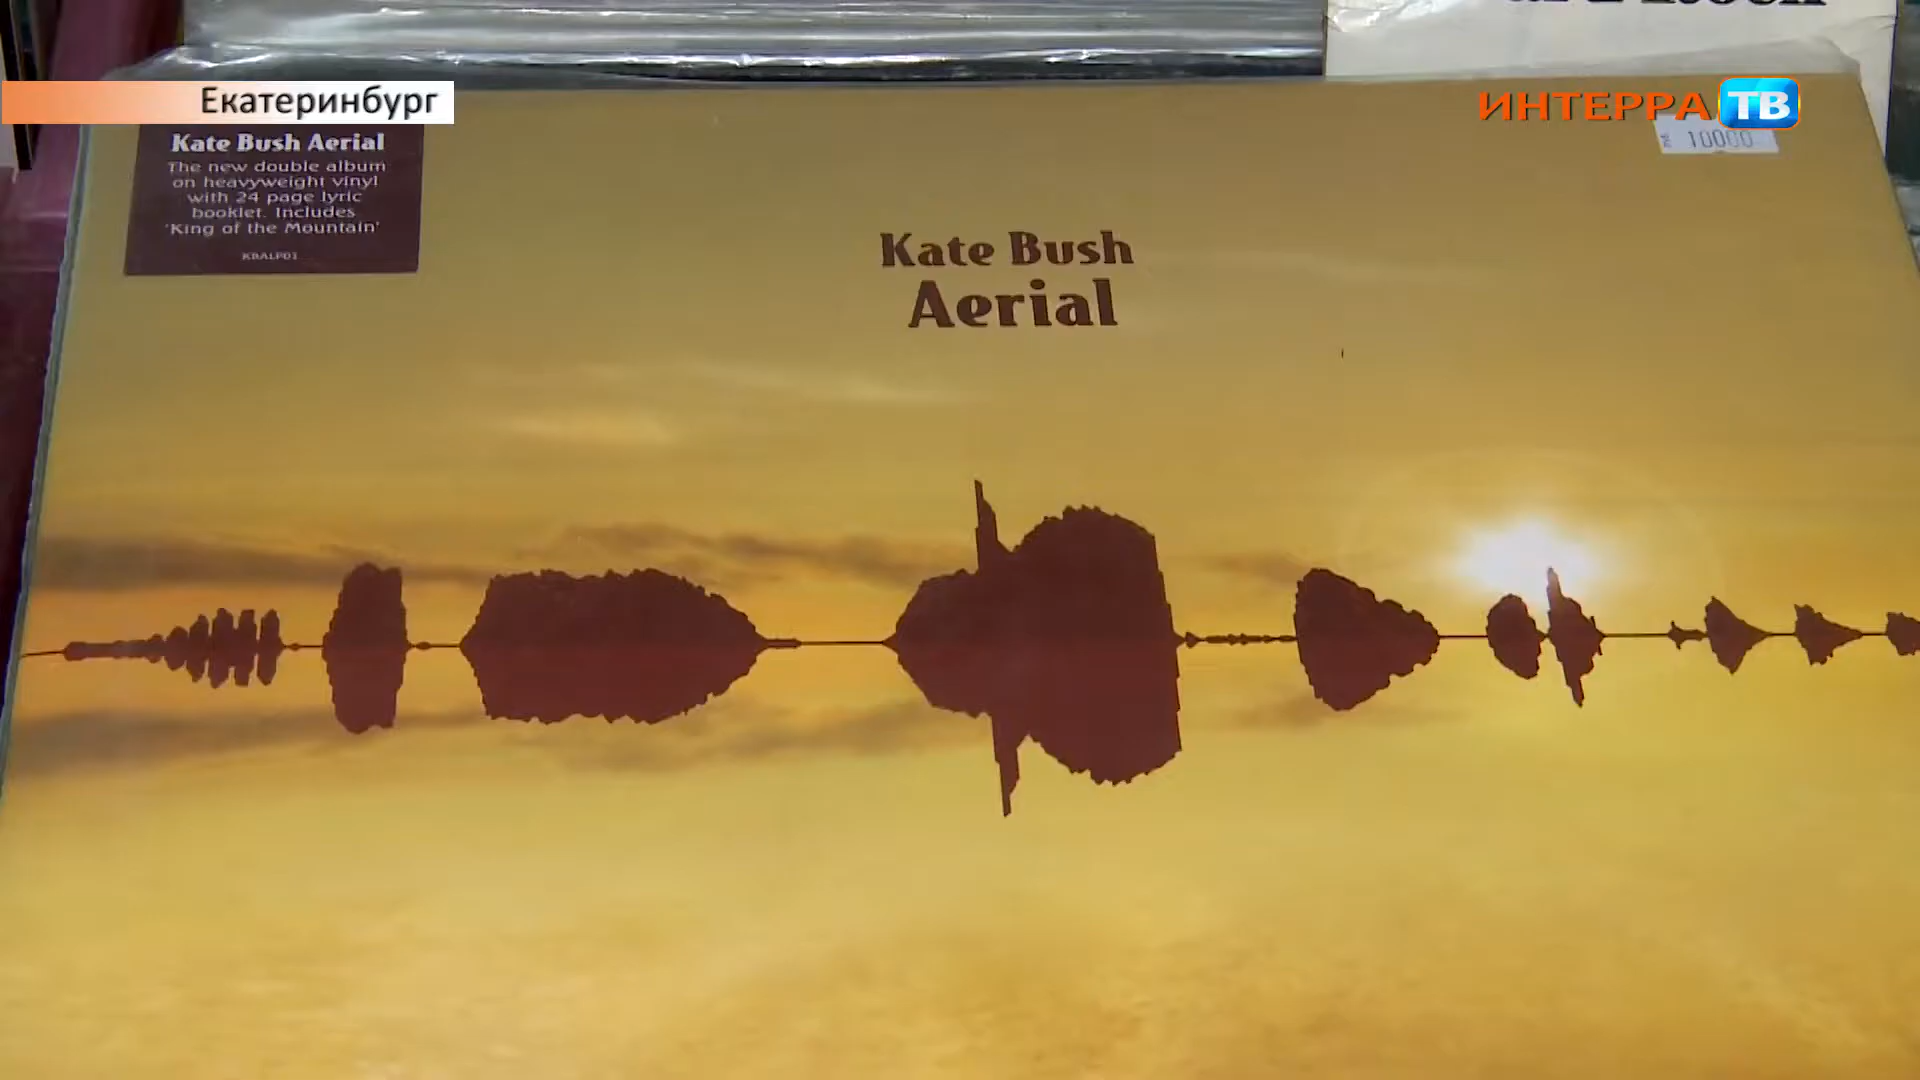 Екатеринбург
ИНТЕРРА ТВ
10000
Kate Bush Aerial
The new double album
on heavyweight vinyl
with 24 page lyric
booklet. Includes
'King of the Mountain'
KBALP01
Kate Bush
Aerial